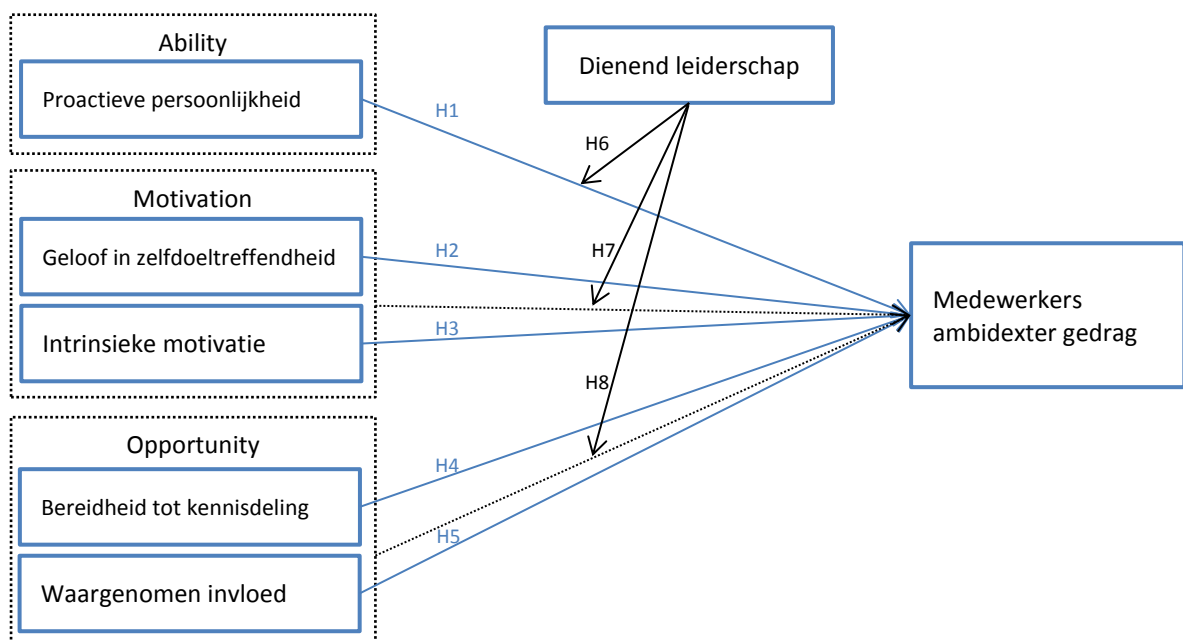 Ability
Proactieve persoonlijkheid
Dienend leiderschap
H1
H6
Motivation
Geloof in zelfdoeltreffendheid
H2
H7
Intrinsieke motivatie
H3
Medewerkers
ambidexter gedrag
H8
Opportunity
Bereidheid tot kennisdeling
H4
H5
Waargenomen invloed